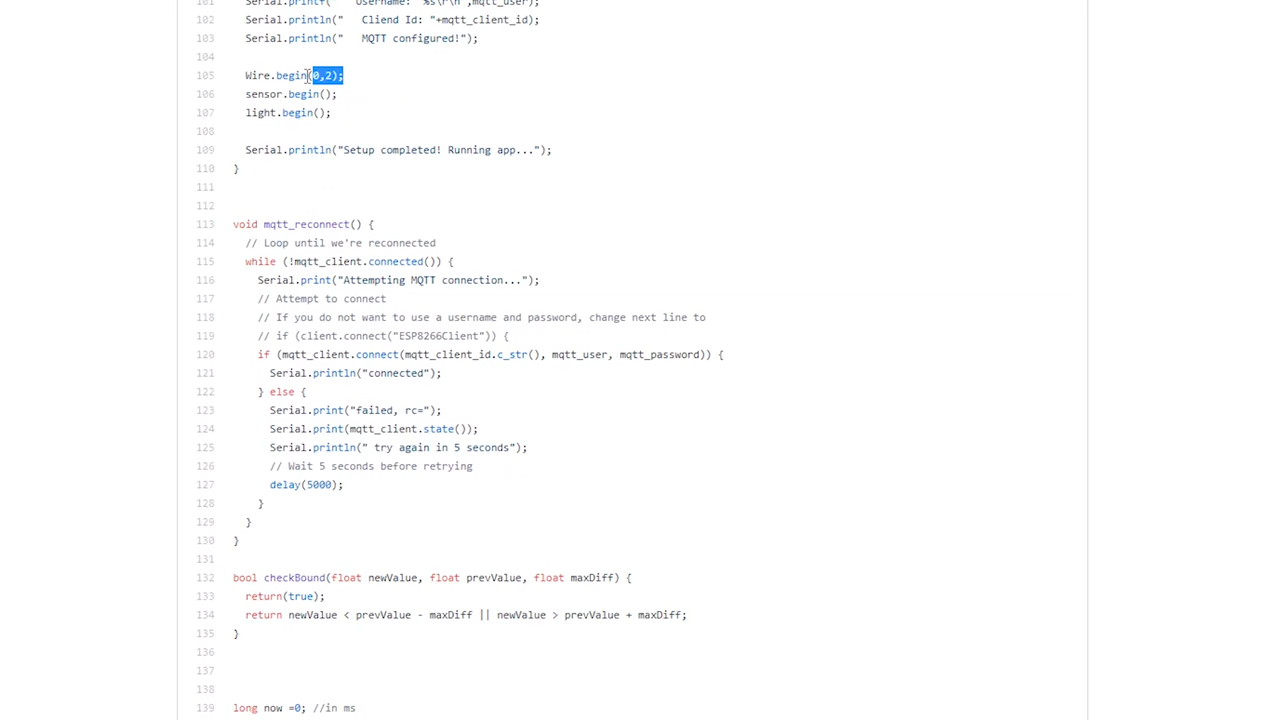 101 Serial.printf("   Username: %s\r\n",mqtt_user);
102 Serial.println("   Cliend Id: "+mqtt_client_id);
103 Serial.println("   MQTT configured!");
104
105 Wire.begin(0,2);
106 sensor.begin();
107 light.begin();
108
109 Serial.println("Setup completed! Running app...");
110 }
111
112
113 void mqtt_reconnect() {
114 // Loop until we're reconnected
115 while (!mqtt_client.connected()) {
116 Serial.print("Attempting MQTT connection...");
117 // Attempt to connect
118 // If you do not want to use a username and password, change next line to
119 // if (client.connect("ESP8266Client")) {
120 if (mqtt_client.connect(mqtt_client_id.c_str(), mqtt_user, mqtt_password)) {
121 Serial.println("connected");
122 } else {
123 Serial.print("failed, rc=");
124 Serial.print(mqtt_client.state());
125 Serial.println(" try again in 5 seconds");
126 // Wait 5 seconds before retrying
127 delay(5000);
128 }
129 }
130 }
131
132 bool checkBound(float newValue, float prevValue, float maxDiff) {
133 return(true);
134 return newValue < prevValue - maxDiff || newValue > prevValue + maxDiff;
135 }
136
137
138
139 long now =0; //in ms